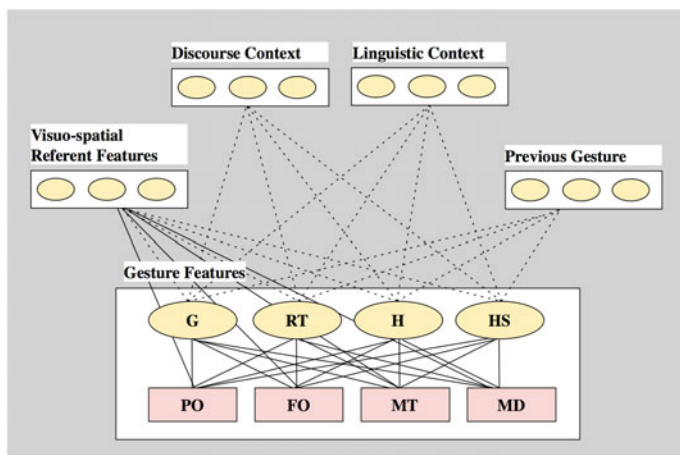 Discourse Context
Linguistic Context
Visuo-spatial
Referent Features
Previous Gesture
Gesture Features
G
RT
H
HS
PO
FO
MT
MD